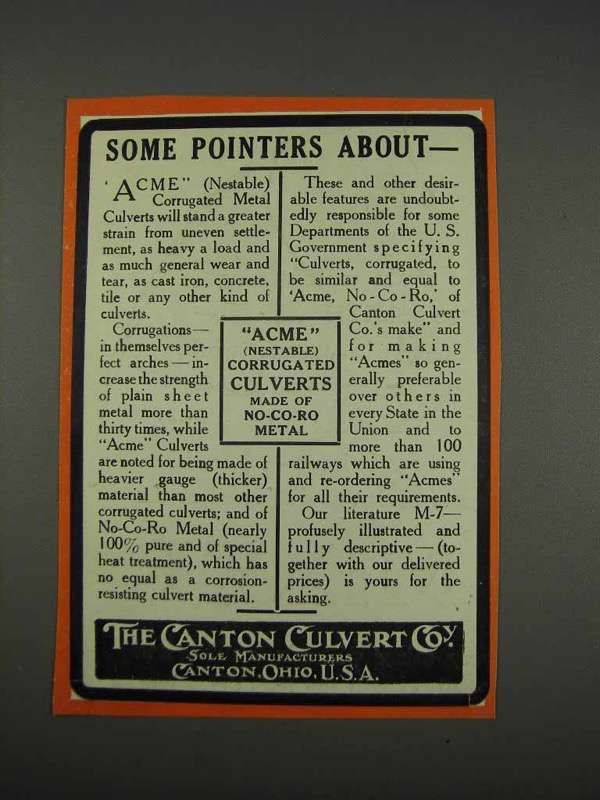 SOME POINTERS ABOUT—
'ACME" (Nestable)
Corrugated Metal
Culverts will stand a greater
strain from uneven settle-
ment, as heavy a load and
as much general wear and
tear, as cast iron, concrete,
tile or any other kind of
culverts.
Corrugations—
in themselves per-
fect arches—in-
crease the strength
of plain sheet
metal more than
thirty times, while
"Acme" Culverts
are noted for being made of
heavier gauge (thicker)
material than most other
corrugated culverts; and of
No-Co-Ro Metal (nearly
100% pure and of special
heat treatment), which has
no equal as a corrosion-
resisting culvert material.
"ACME"
(NESTABLE)
CORRUGATED
CULVERTS
MADE OF
NO-CO-RO
METAL
These and other desir-
able features are undoubt-
edly responsible for some
Departments of the U. S.
Government specifying
"Culverts, corrugated, to
be similar and equal to
'Acme, No-Co-Ro,' of
Canton Culvert
Co.'s make" and
for making
"Acmes" so gen-
erally preferable
over others in
every State in the
Union and to
more than 100
railways which are using
and re-ordering "Acmes"
for all their requirements.
Our literature M-7—
profusely illustrated and
fully descriptive—(to-
gether with our delivered
prices) is yours for the
asking.
THE CANTON CULVERT COY.
SOLE MANUFACTURERS
CANTON, OHIO, U.S.A.